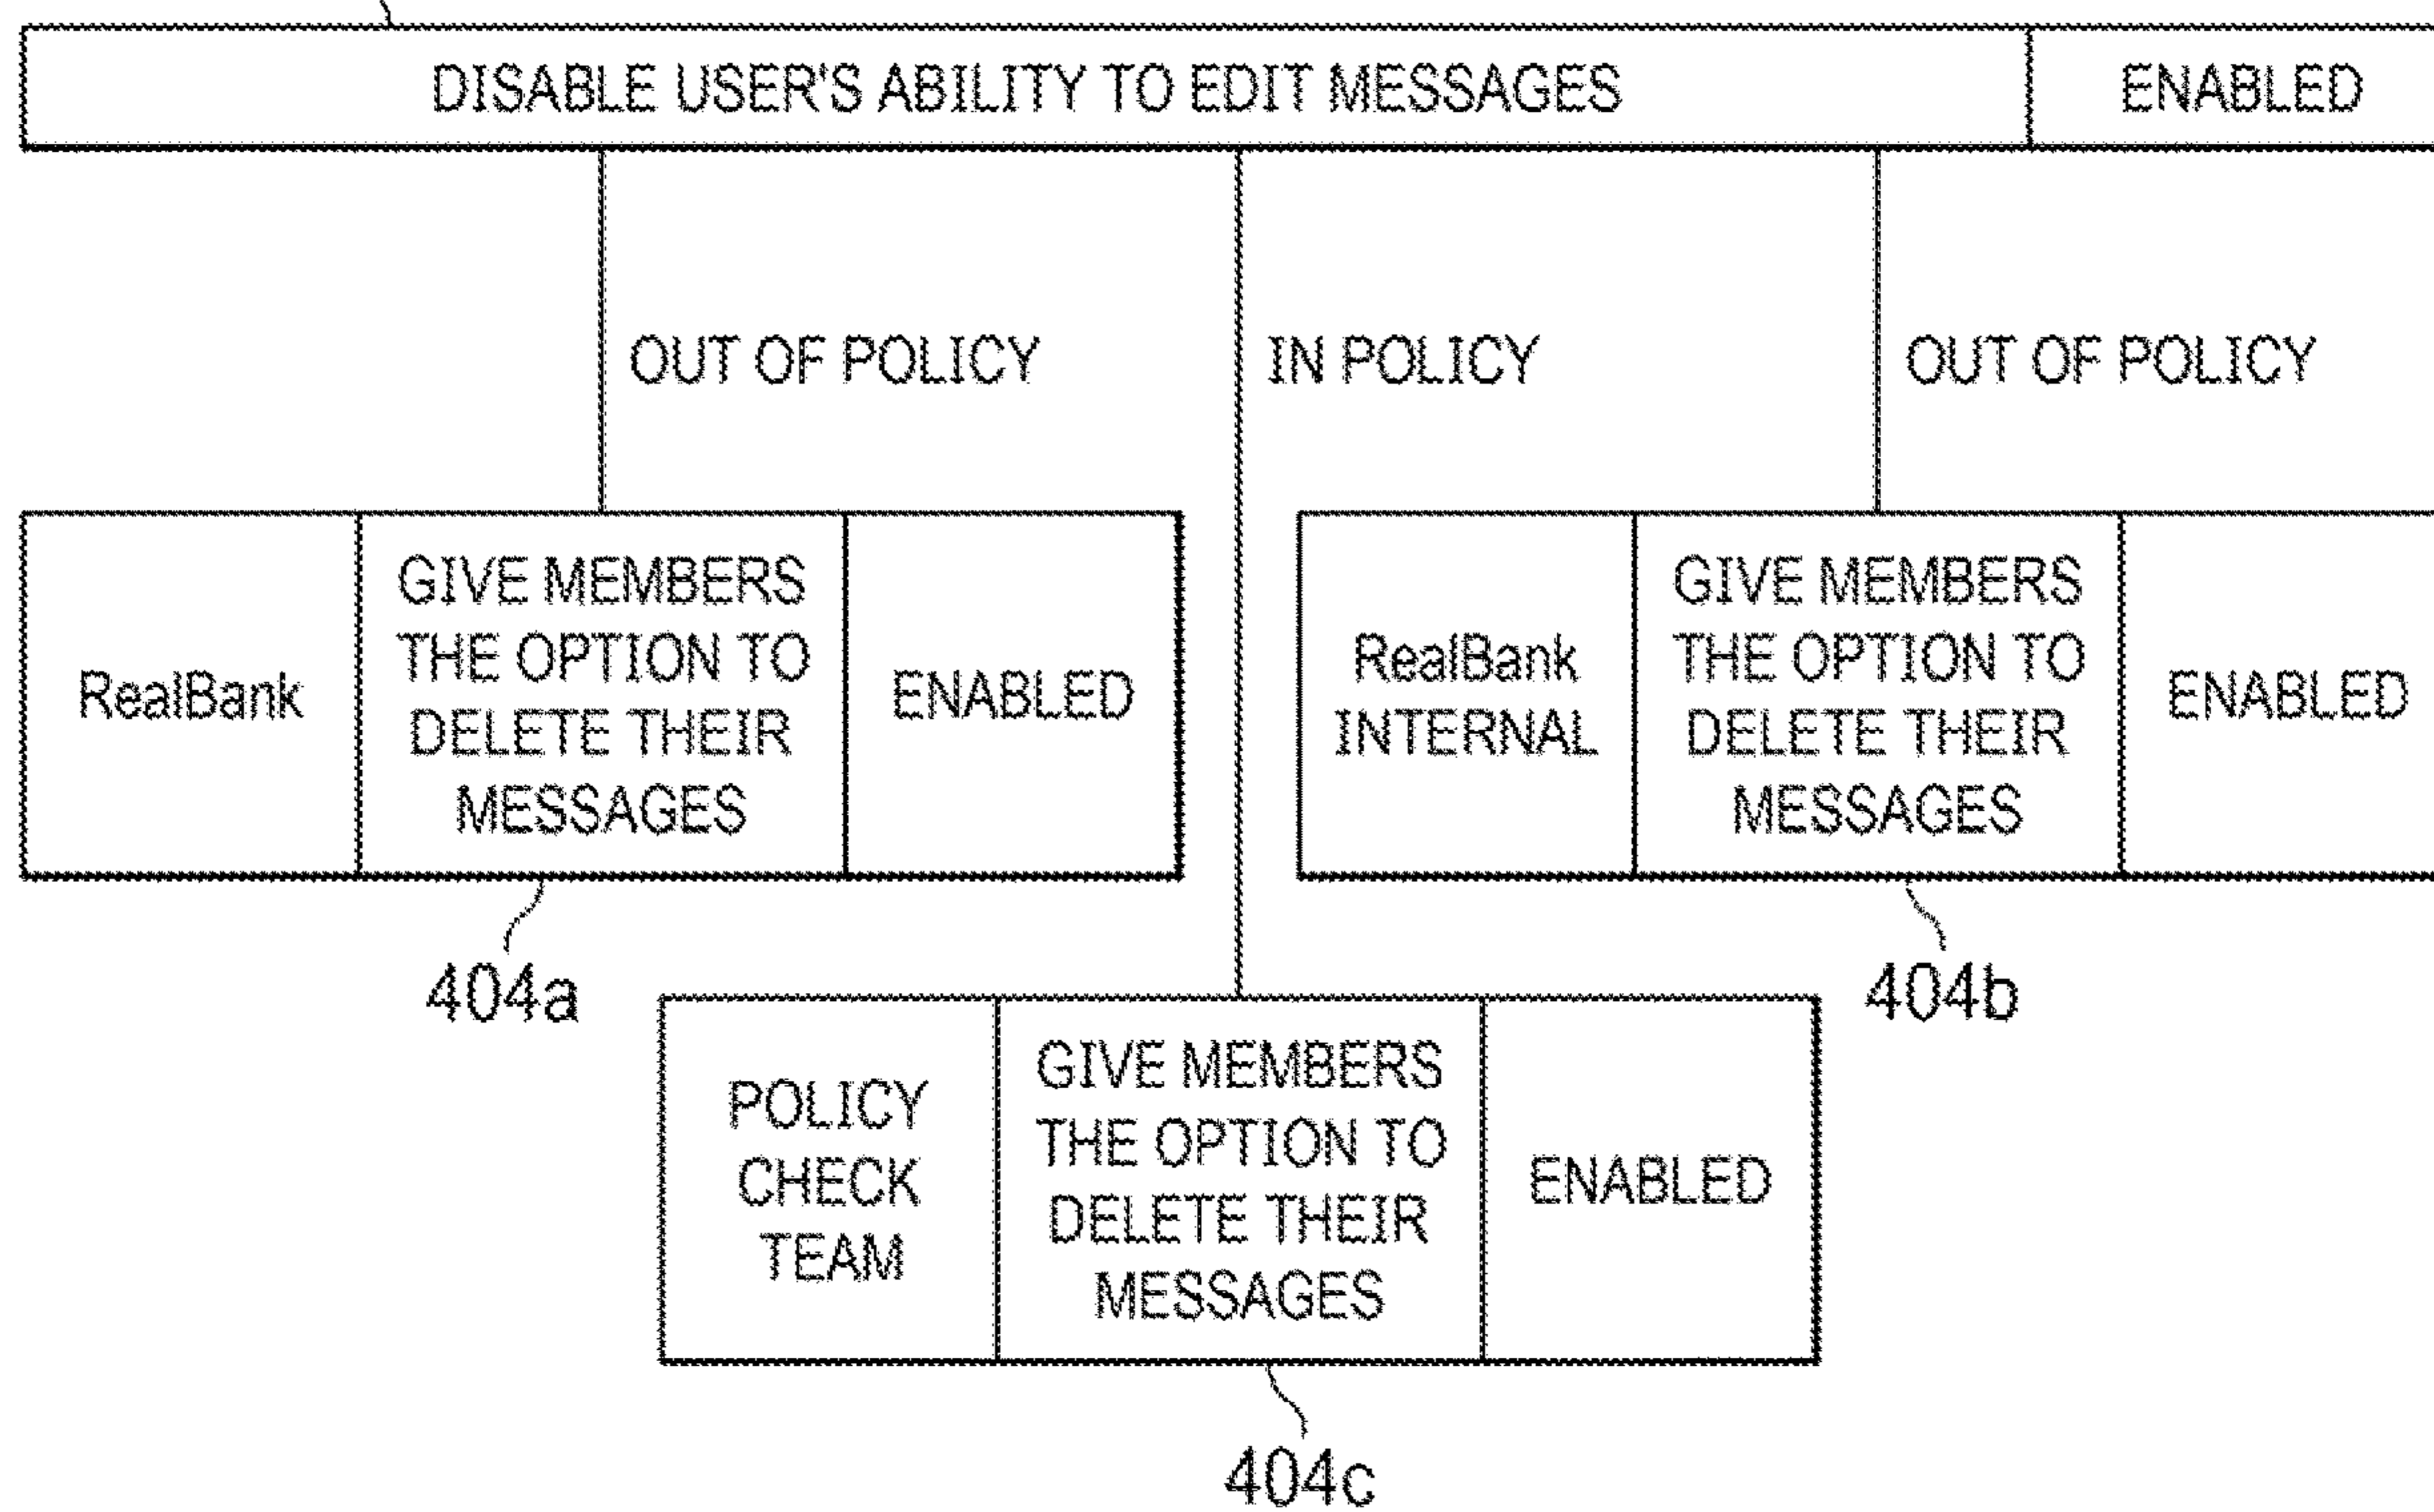 DISABLE USER'S ABILITY TO EDIT MESSAGES ENABLED
OUT OF POLICY IN POLICY OUT OF POLICY
RealBank
GIVE MEMBERS
THE OPTION TO
DELETE THEIR
MESSAGES
ENABLED
RealBank
INTERNAL
GIVE MEMBERS
THE OPTION TO
DELETE THEIR
MESSAGES
ENABLED
404a
404b
POLICY
CHECK
TEAM
GIVE MEMBERS
THE OPTION TO
DELETE THEIR
MESSAGES
ENABLED
404c